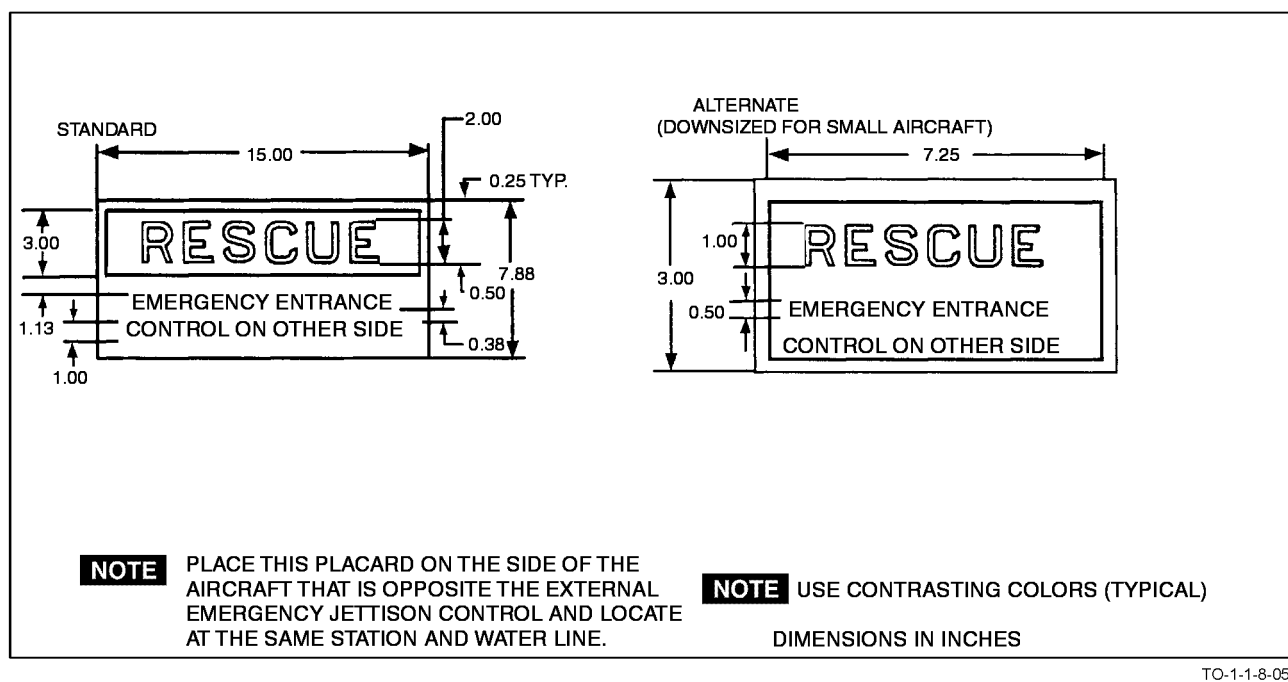 STANDARD
15.00
2.00
0.25 TYP.
3.00
RESCUE
7.88
0.50
EMERGENCY ENTRANCE
1.13
CONTROL ON OTHER SIDE
0.38
1.00
ALTERNATE
(DOWNSIZED FOR SMALL AIRCRAFT)
7.25
1.00
RESCUE
3.00
0.50
EMERGENCY ENTRANCE
CONTROL ON OTHER SIDE
NOTE PLACE THIS PLACARD ON THE SIDE OF THE
AIRCRAFT THAT IS OPPOSITE THE EXTERNAL
EMERGENCY JETTISON CONTROL AND LOCATE
AT THE SAME STATION AND WATER LINE.
NOTE USE CONTRASTING COLORS (TYPICAL)
DIMENSIONS IN INCHES
TO-1-1-8-05